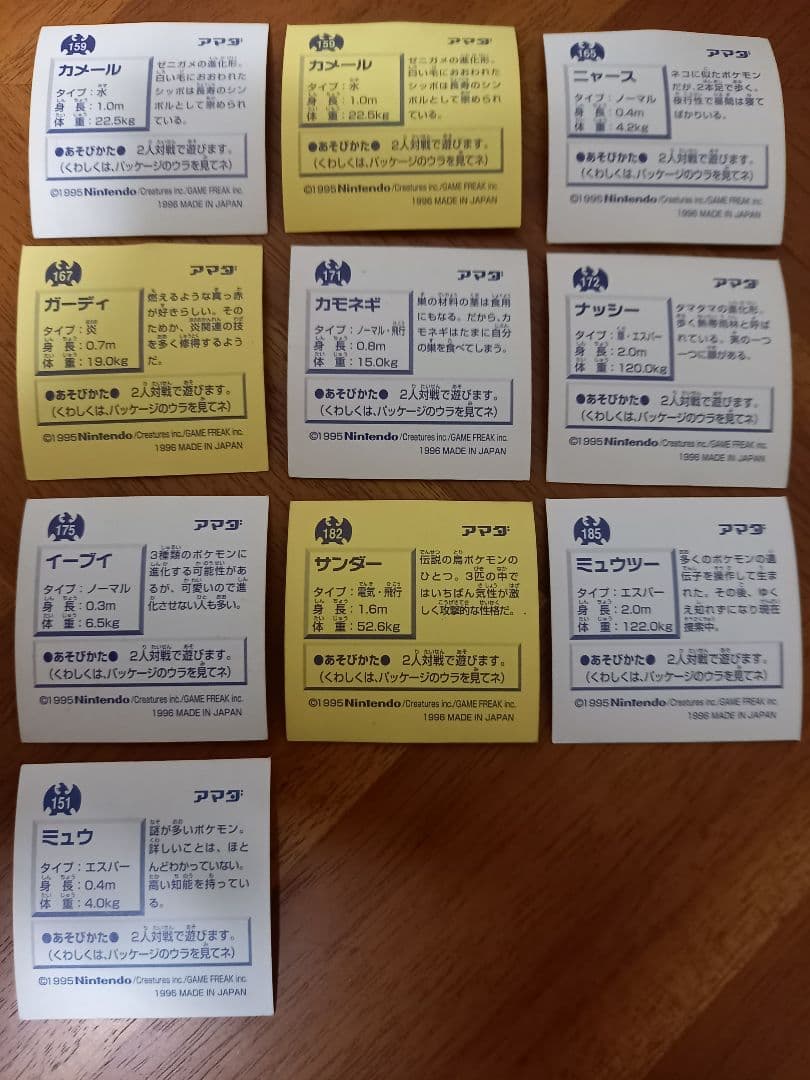 159
アマダ
カメール
タイプ：水
身長：1.0m
体重：22.5kg
ゼニガメの進化形。
白い毛におおわれた
シッポは長寿のシン
ボルとして崇められ
ている。
●あそびかた● 2人対戦で遊びます。
(くわしくは、パッケージのウラを見てネ)
©1995 Nintendo/Creatures inc./GAME FREAK inc.
1996 MADE IN JAPAN
159
アマダ
カメール
タイプ：水
身長：1.0m
体重：22.5kg
ゼニガメの進化形。
白い毛におおわれた
シッポは長寿のシン
ボルとして崇められ
ている。
●あそびかた● 2人対戦で遊びます。
(くわしくは、パッケージのウラを見てネ)
©1995 Nintendo/Creatures inc./GAME FREAK inc.
1996 MADE IN JAPAN
165
アマダ
ニャース
タイプ：ノーマル
身長：0.4m
体重：4.2kg
ネコに似たポケモン
だが、2本足で歩く。
夜行性で昼間は寝て
ばかりいる。
●あそびかた● 2人対戦で遊びます。
(くわしくは、パッケージのウラを見てネ)
©1995 Nintendo/Creatures inc./GAME FREAK inc.
1996 MADE IN JAPAN
167
アマダ
ガーディ
タイプ：炎
身長：0.7m
体重：19.0kg
燃えるような真っ赤
が好きらしい。その
ためか、炎関連の技
を多く修得するよう
だ。
●あそびかた● 2人対戦で遊びます。
(くわしくは、パッケージのウラを見てネ)
©1995 Nintendo/Creatures inc./GAME FREAK inc.
1996 MADE IN JAPAN
171
アマダ
カモネギ
タイプ：ノーマル・飛行
身長：0.8m
体重：15.0kg
巣の材料の茎は食用
にもなる。だから、カ
モネギはたまに自分
の巣を食べてしまう。
●あそびかた● 2人対戦で遊びます。
(くわしくは、パッケージのウラを見てネ)
©1995 Nintendo/Creatures inc./GAME FREAK inc.
1996 MADE IN JAPAN
172
アマダ
ナッシー
タイプ：草・エスパー
身長：2.0m
体重：120.0kg
タマタマの進化形。
歩く熱帯雨林と呼ば
れている。実の一つ
一つに顔がある。
●あそびかた● 2人対戦で遊びます。
(くわしくは、パッケージのウラを見てネ)
©1995 Nintendo/Creatures inc./GAME FREAK inc.
1996 MADE IN JAPAN
175
アマダ
イーブイ
タイプ：ノーマル
身長：0.3m
体重：6.5kg
3種類のポケモンに
進化する可能性があ
るが、可愛いので進
化させない人も多い。
●あそびかた● 2人対戦で遊びます。
(くわしくは、パッケージのウラを見てネ)
©1995 Nintendo/Creatures inc./GAME FREAK inc.
1996 MADE IN JAPAN
182
アマダ
サンダー
タイプ：電気・飛行
身長：1.6m
体重：52.6kg
伝説の鳥ポケモンの
ひとつ。3匹の中で
はいちばん気性が激
しく攻撃的な性格だ。
●あそびかた● 2人対戦で遊びます。
(くわしくは、パッケージのウラを見てネ)
©1995 Nintendo/Creatures inc./GAME FREAK inc.
1996 MADE IN JAPAN
185
アマダ
ミュウツー
タイプ：エスパー
身長：2.0m
体重：122.0kg
多くのポケモンの遺
伝子を操作して生ま
れた。その後、ゆく
え知れずになり現在
捜索中。
●あそびかた● 2人対戦で遊びます。
(くわしくは、パッケージのウラを見てネ)
©1995 Nintendo/Creatures inc./GAME FREAK inc.
1996 MADE IN JAPAN
151
アマダ
ミュウ
タイプ：エスパー
身長：0.4m
体重：4.0kg
謎が多いポケモン。
詳しいことは、ほと
んどわかっていない。
高い知能を持ってい
る。
●あそびかた● 2人対戦で遊びます。
(くわしくは、パッケージのウラを見てネ)
©1995 Nintendo/Creatures inc./GAME FREAK inc.
1996 MADE IN JAPAN